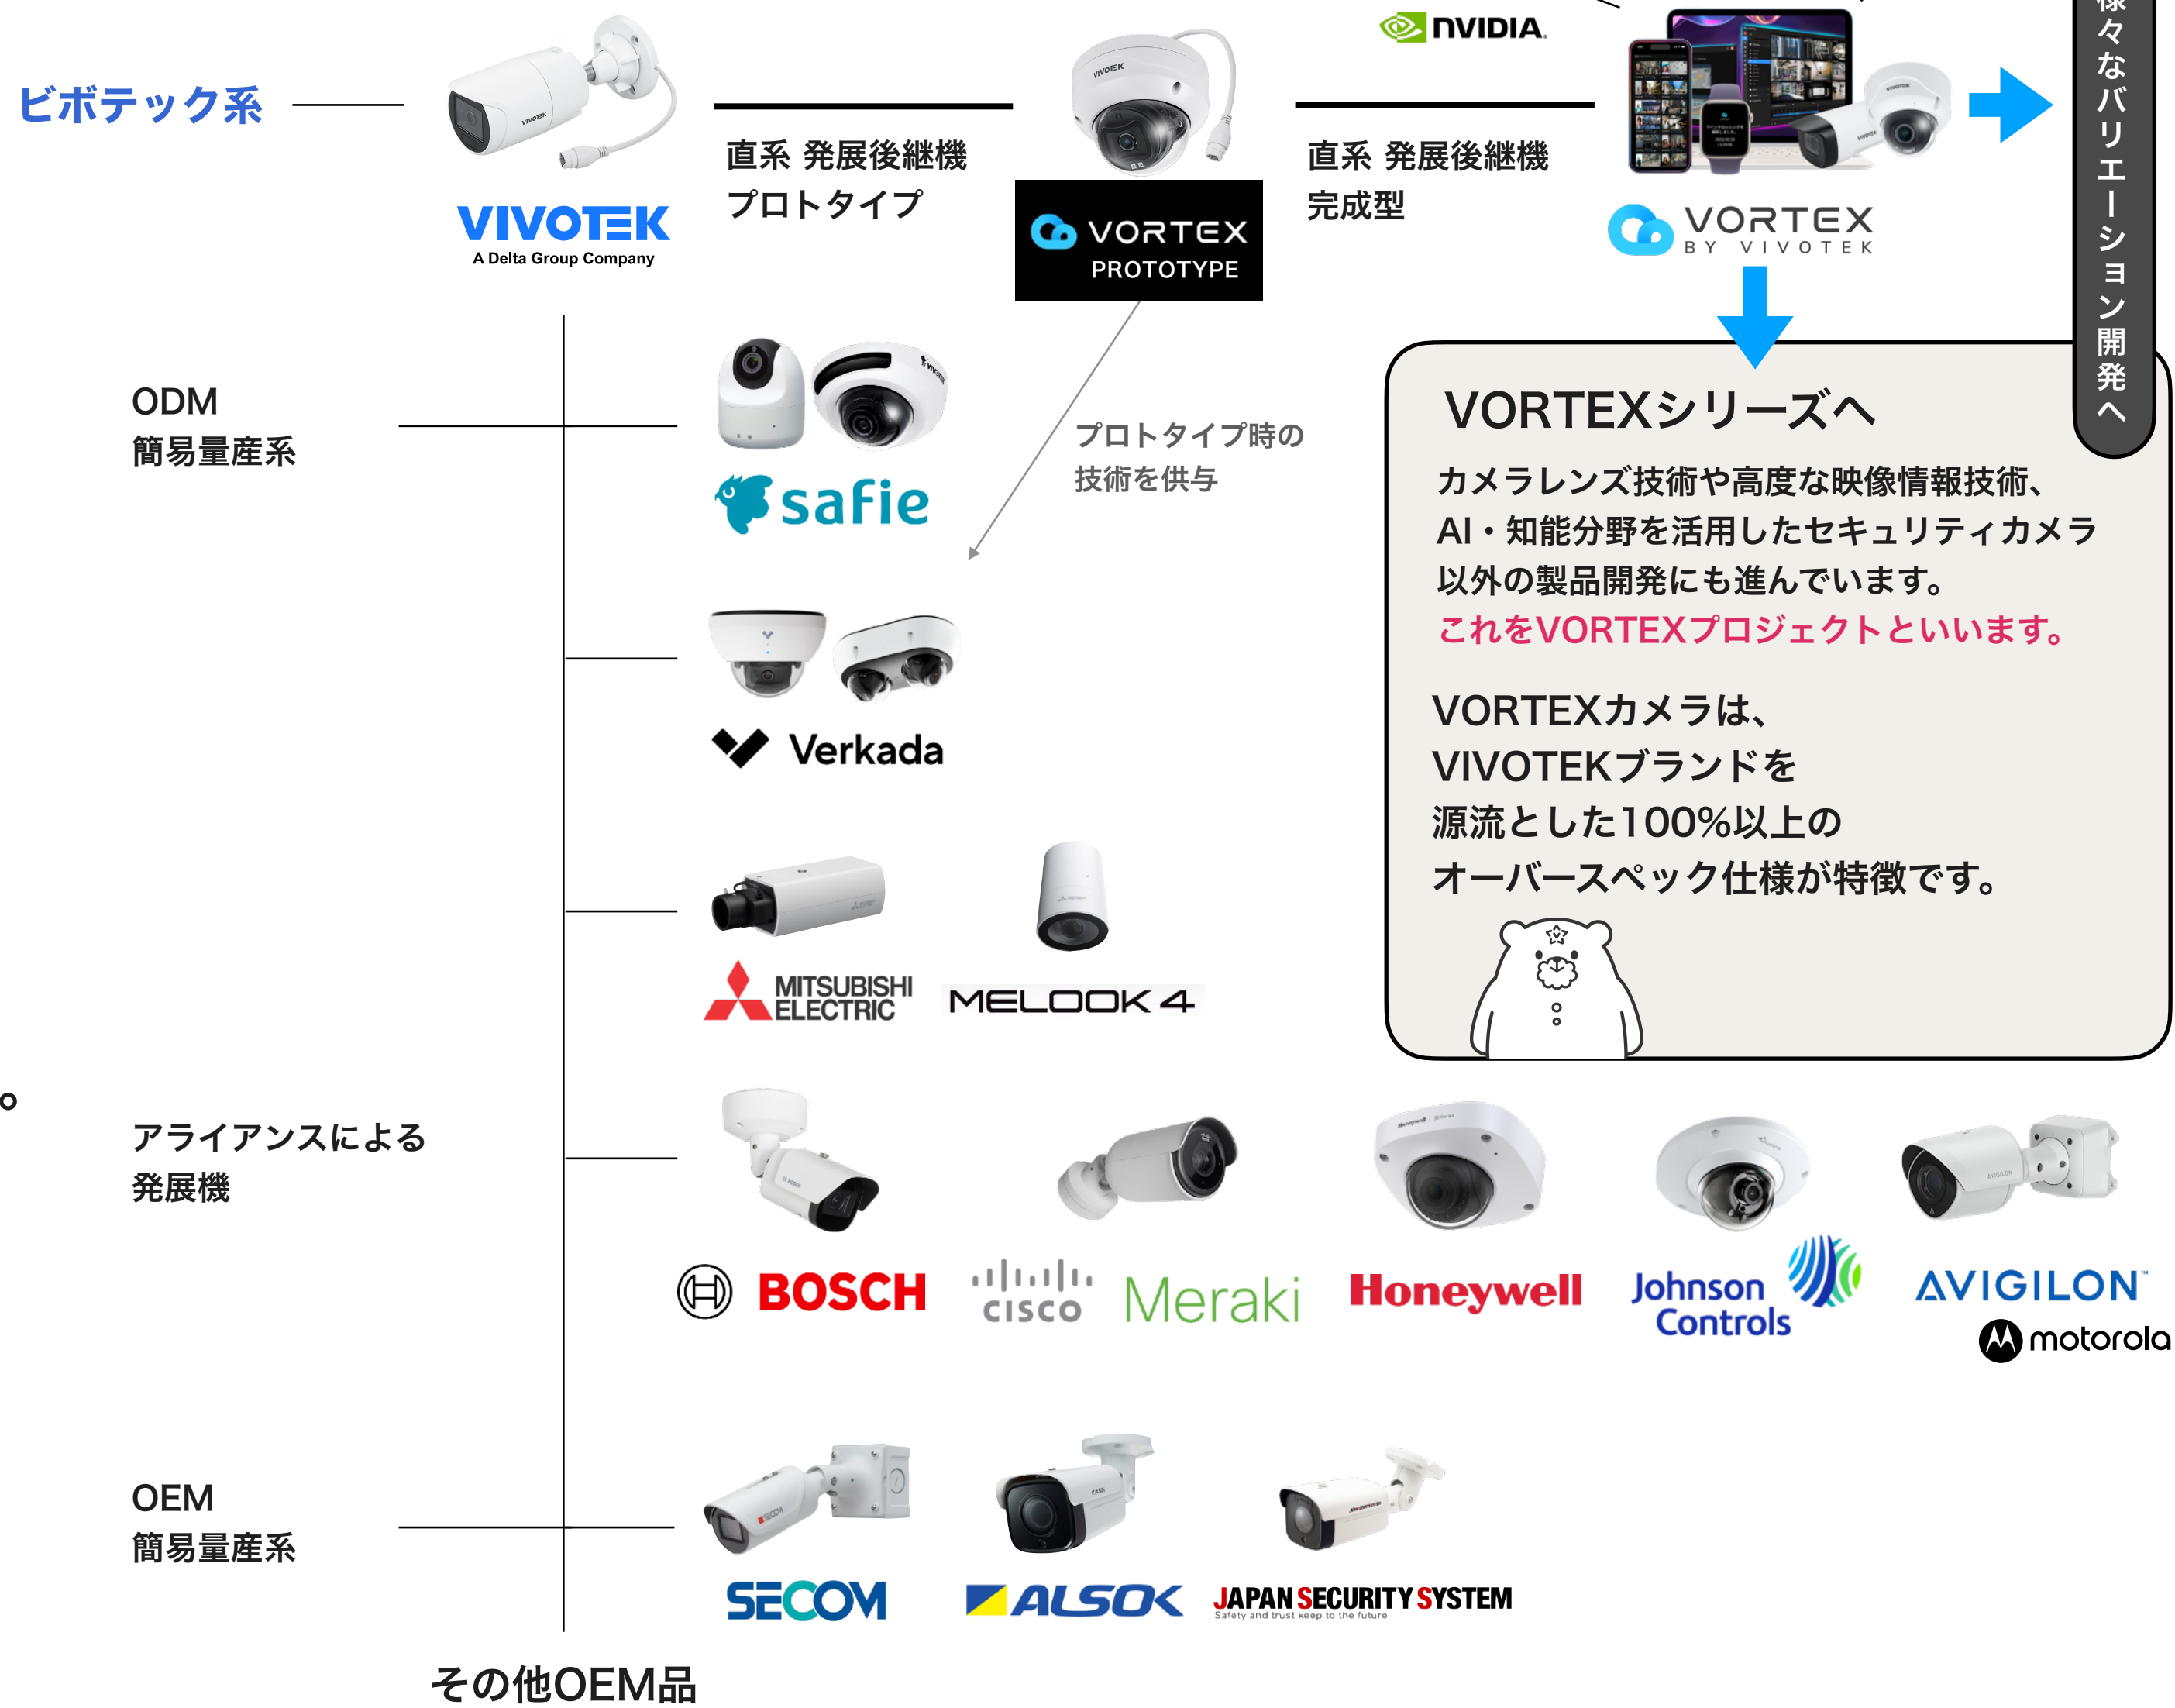 NVIDIA.
ビボテック系
VIVOTEK
VIVOTEK
VIVOTEK
VIVOTEK
様々なバリエーション開発へ
直系 発展後継機
プロトタイプ
直系 発展後継機
完成型
VIVOTEK
A Delta Group Company
VORTEX
PROTOTYPE
VORTEX
BY VIVOTEK
ODM
簡易量産系
VIVOTEK
safie
プロトタイプ時の
技術を供与
VORTEXシリーズへ
カメラレンズ技術や高度な映像情報技術、
AI・知能分野を活用したセキュリティカメラ
以外の製品開発にも進んでいます。
これをVORTEXプロジェクトといいます。
VORTEXカメラは、
VIVOTEKブランドを
源流とした100%以上の
オーバースペック仕様が特徴です。
Verkada
MITSUBISHI
ELECTRIC
MELOOK 4
。
アライアンスによる
発展機
BOSCH
Honeywell
AVIGILON
BOSCH
CISCO
Meraki
Honeywell
Johnson
Controls
AVIGILON™
motorola
OEM
簡易量産系
SECOM
SECOM
ALSOK
JAPAN SECURITY SYSTEM
Safety and trust keep to the future
その他OEM品